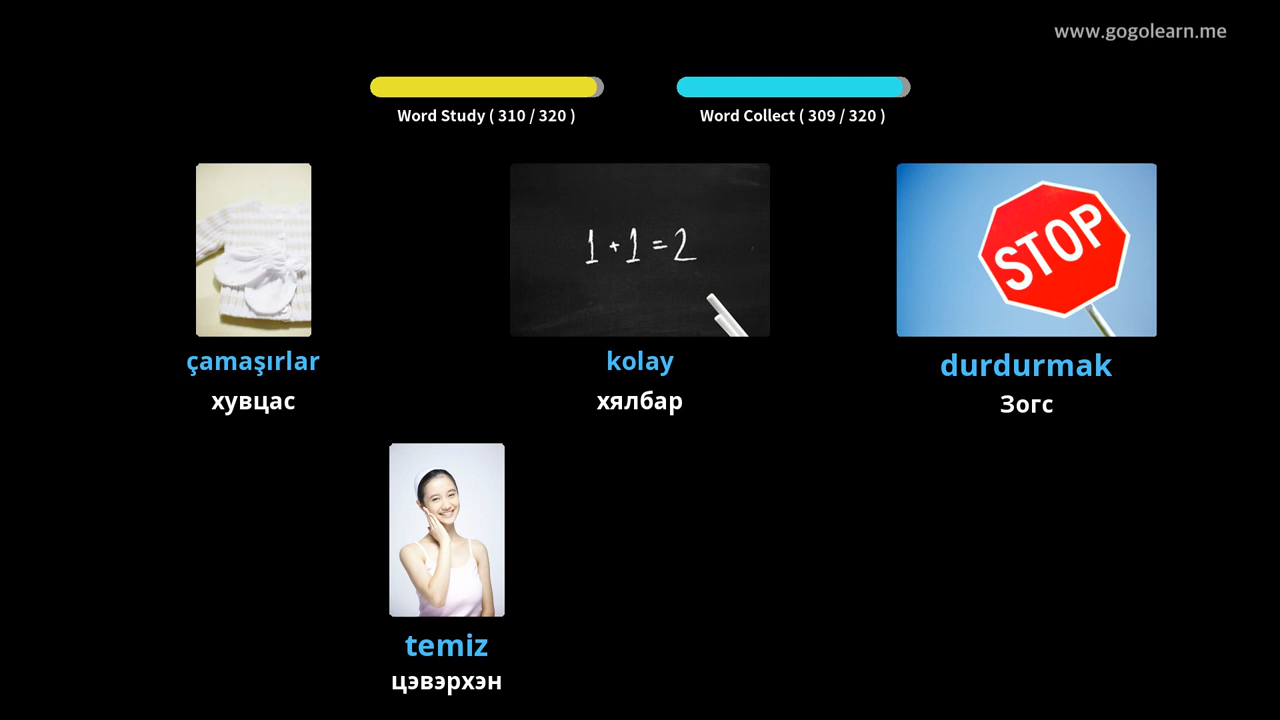 www.gogolearn.me
Word Study ( 310 / 320 )
Word Collect ( 309 / 320 )
1 + 1 = 2
STOP
çamaşırlar
kolay
durdurmak
хувцас
хялбар
Зогс
temiz
цэвэрхэн